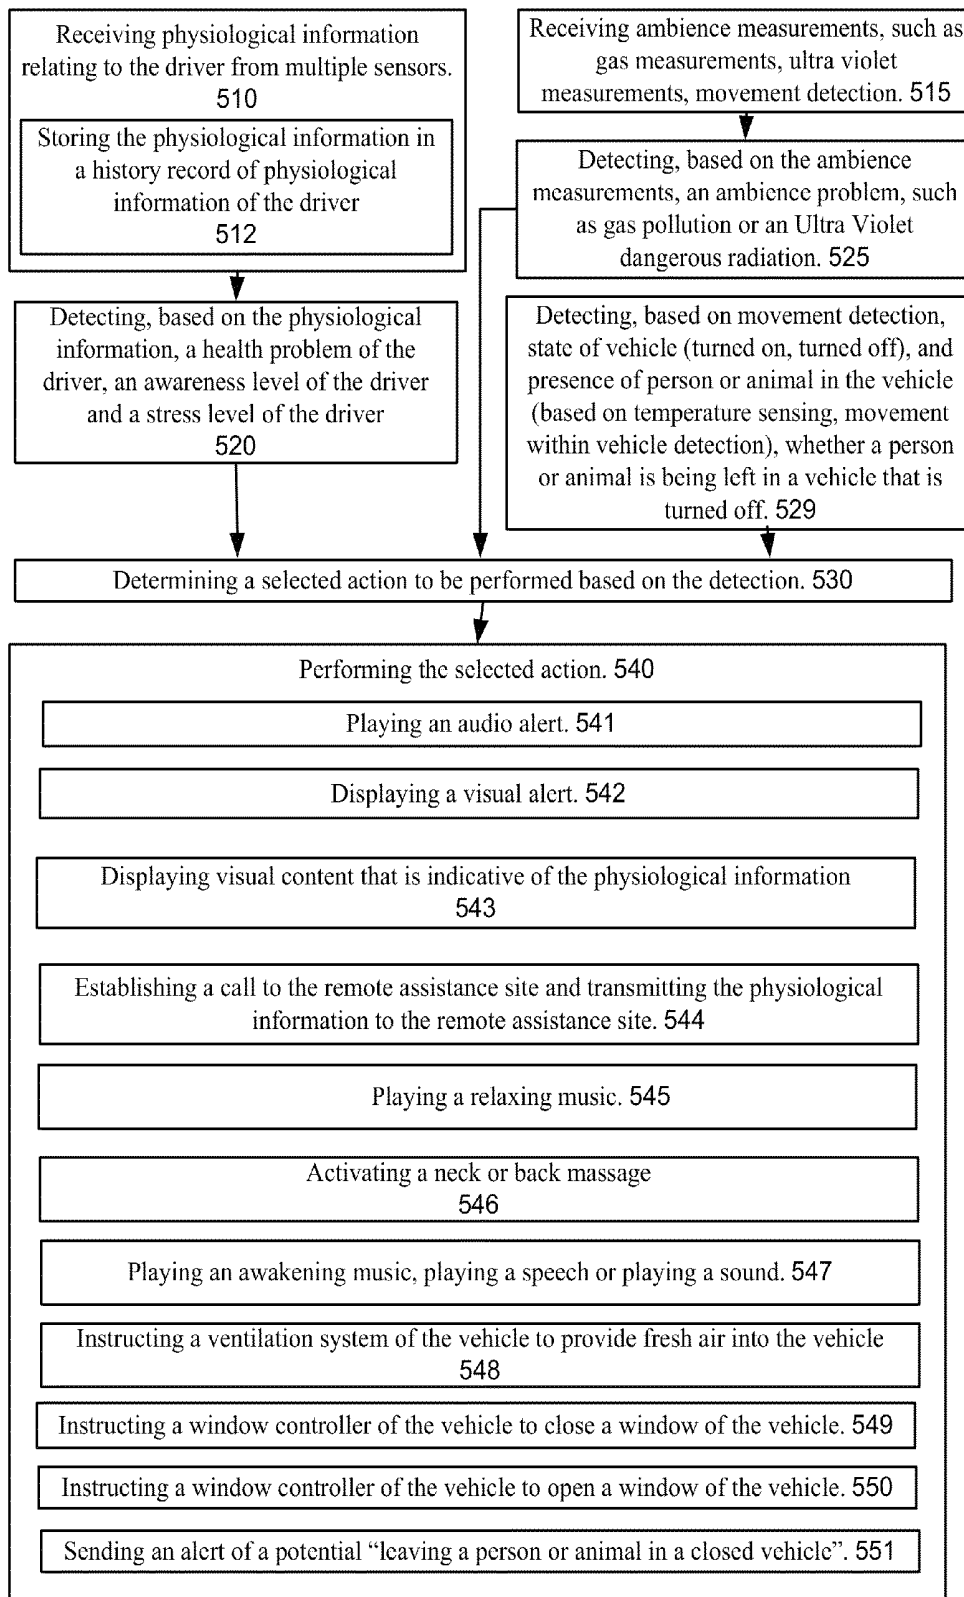 Receiving physiological information
relating to the driver from multiple sensors.
510
Storing the physiological information in
a history record of physiological
information of the driver
512
Receiving ambience measurements, such as
gas measurements, ultra violet
measurements, movement detection. 515
Detecting, based on the ambience
measurements, an ambience problem, such
as gas pollution or an Ultra Violet
dangerous radiation. 525
Detecting, based on the physiological
information, a health problem of the
driver, an awareness level of the driver
and a stress level of the driver
520
Detecting, based on movement detection,
state of vehicle (turned on, turned off), and
presence of person or animal in the vehicle
(based on temperature sensing, movement
within vehicle detection), whether a person
or animal is being left in a vehicle that is
turned off. 529
Determining a selected action to be performed based on the detection. 530
Performing the selected action. 540
Playing an audio alert. 541
Displaying a visual alert. 542
Displaying visual content that is indicative of the physiological information
543
Establishing a call to the remote assistance site and transmitting the physiological
information to the remote assistance site. 544
Playing a relaxing music. 545
Activating a neck or back massage
546
Playing an awakening music, playing a speech or playing a sound. 547
Instructing a ventilation system of the vehicle to provide fresh air into the vehicle
548
Instructing a window controller of the vehicle to close a window of the vehicle. 549
Instructing a window controller of the vehicle to open a window of the vehicle. 550
Sending an alert of a potential “leaving a person or animal in a closed vehicle”. 551